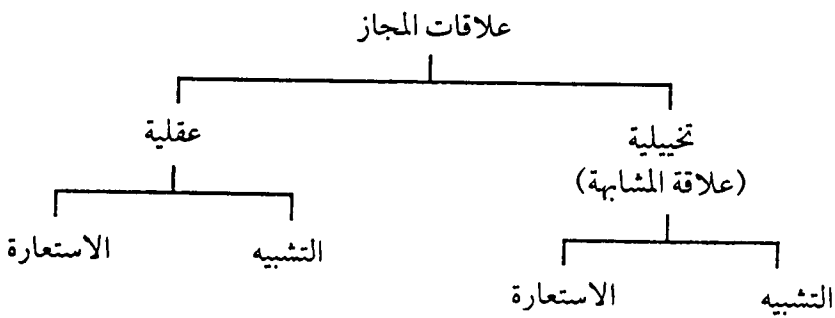 علاقات المجاز
تخييلية
عقلية
(علاقة المشابهة)
التشبيه
الاستعارة
التشبيه
الاستعارة